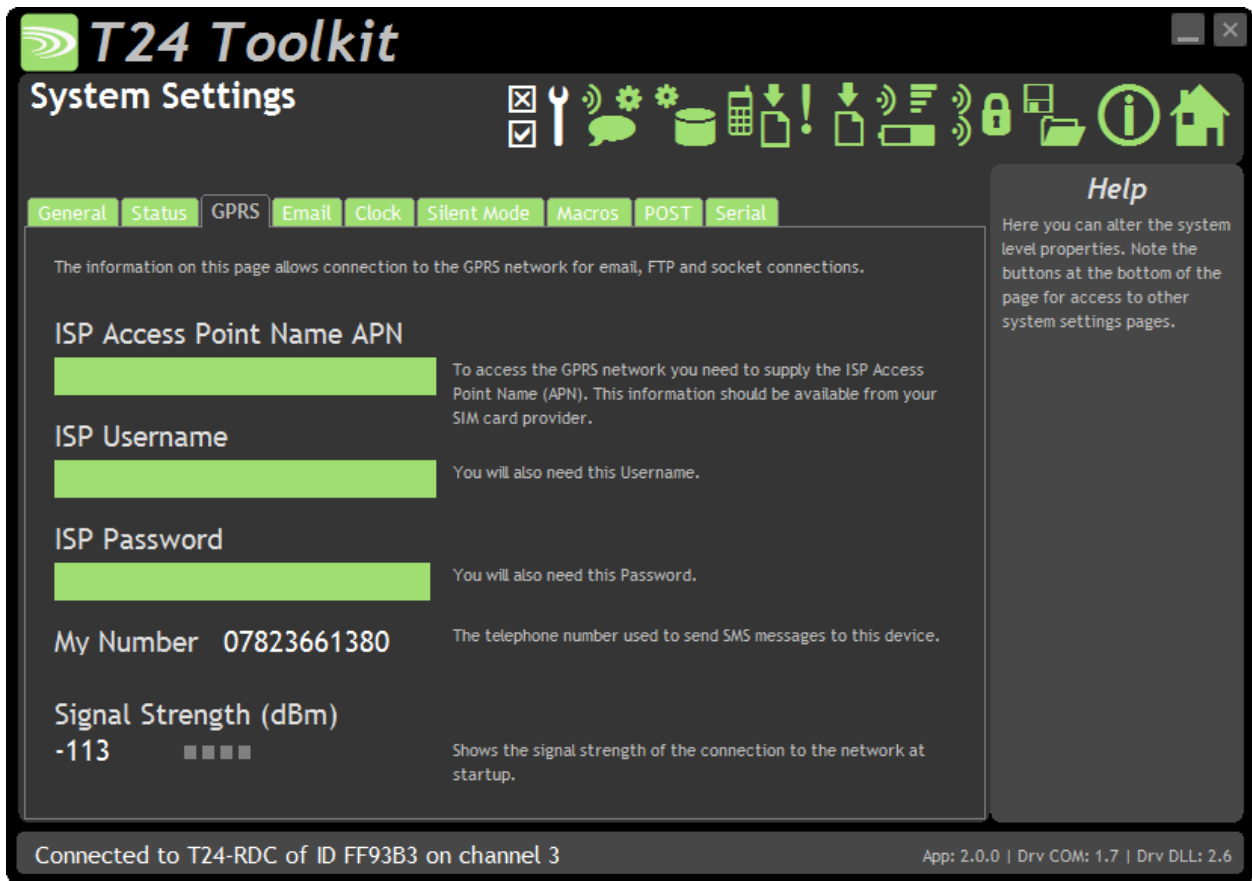 T24 Toolkit
System Settings
General Status GPRS Email Clock Silent Mode Macros POST Serial
The information on this page allows connection to the GPRS network for email, FTP and socket connections.
ISP Access Point Name APN
To access the GPRS network you need to supply the ISP Access
Point Name (APN). This information should be available from your
SIM card provider.
ISP Username
You will also need this Username.
ISP Password
You will also need this Password.
My Number 07823661380
The telephone number used to send SMS messages to this device.
Signal Strength (dBm)
-113
Shows the signal strength of the connection to the network at
startup.
Help
Here you can alter the system
level properties. Note the
buttons at the bottom of the
page for access to other
system settings pages.
Connected to T24-RDC of ID FF93B3 on channel 3
App: 2.0.0 | Drv COM: 1.7 | Drv DLL: 2.6